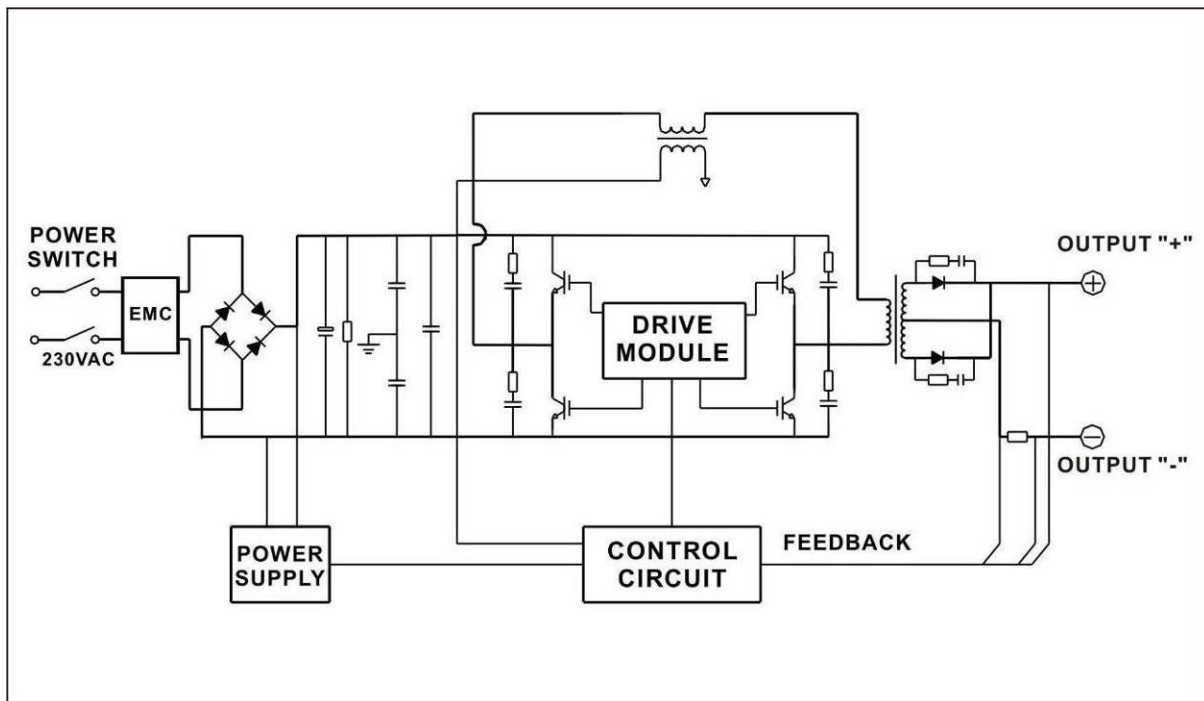 POWER
SWITCH
EMC
230VAC
DRIVE
MODULE
OUTPUT "+"
OUTPUT "-"
POWER
SUPPLY
CONTROL
CIRCUIT
FEEDBACK